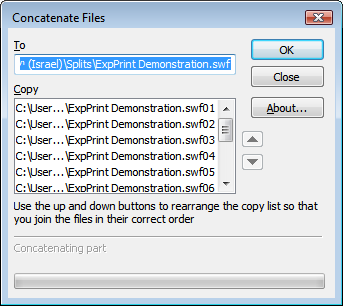 Concatenate Files
To
(Israel)\Splits\ExpPrint Demonstration.swf
OK
Close
Copy
About...
C:\User...\ExpPrint Demonstration.swf01
C:\User...\ExpPrint Demonstration.swf02
C:\User...\ExpPrint Demonstration.swf03
C:\User...\ExpPrint Demonstration.swf04
C:\User...\ExpPrint Demonstration.swf05
C:\User...\ExpPrint Demonstration.swf06
Use the up and down buttons to rearrange the copy list so that
you join the files in their correct order
Concatenating part